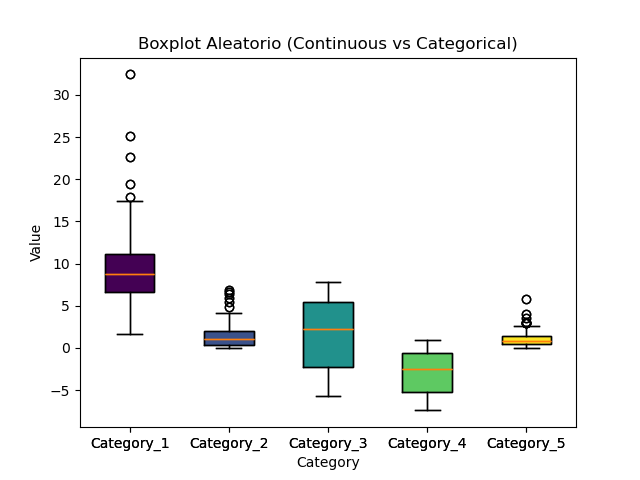 Boxplot Aleatorio (Continuous vs Categorical)
30
25
20
15
10
5
0
−5
Value
Category_1 Category_2 Category_3 Category_4 Category_5
Category